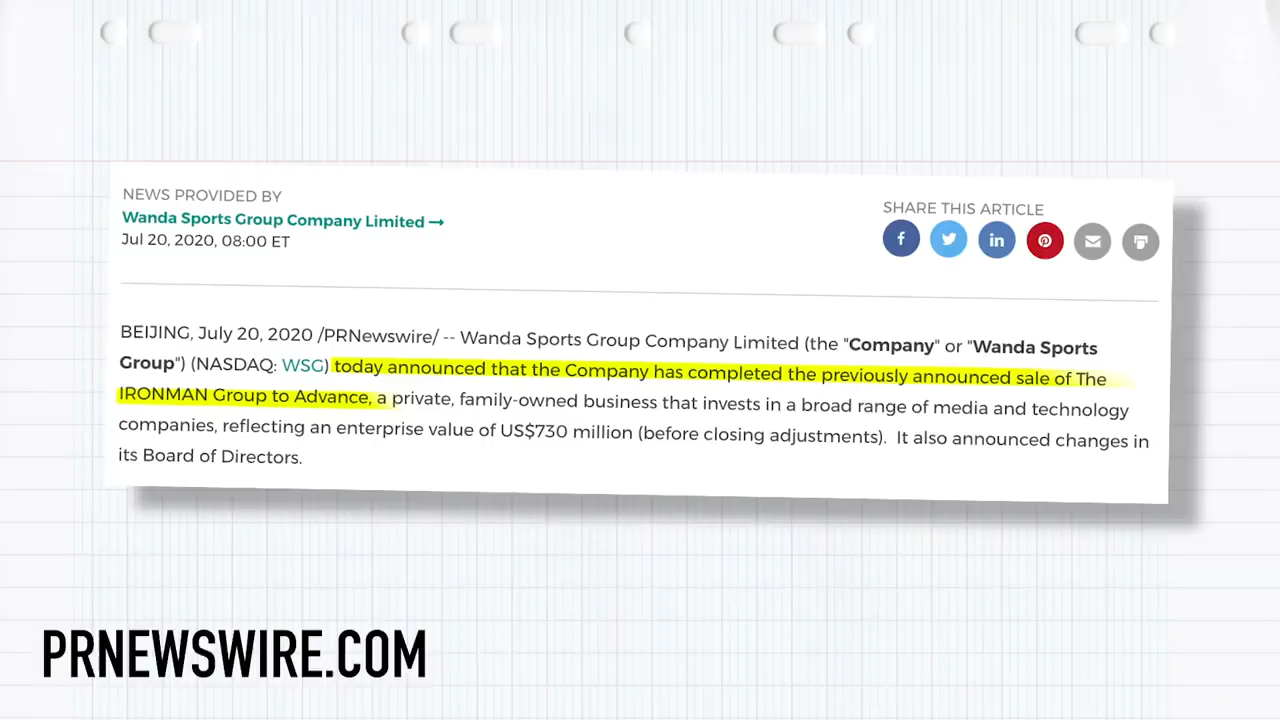 NEWS PROVIDED BY
Wanda Sports Group Company Limited →
Jul 20, 2020, 08:00 ET
SHARE THIS ARTICLE
f
in
BEIJING, July 20, 2020 /PRNewswire/ -- Wanda Sports Group Company Limited (the "Company" or "Wanda Sports
Group") (NASDAQ: WSG) today announced that the Company has completed the previously announced sale of The
IRONMAN Group to Advance, a private, family-owned business that invests in a broad range of media and technology
companies, reflecting an enterprise value of US$730 million (before closing adjustments).  It also announced changes in
its Board of Directors.
PRNEWSWIRE.COM